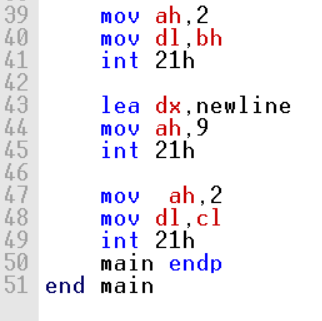 39 mov ah,2
40 mov dl,bh
41 int 21h
42
43 lea dx,newline
44 mov ah,9
45 int 21h
46
47 mov  ah,2
48 mov dl,cl
49 int 21h
50 main endp
51 end main